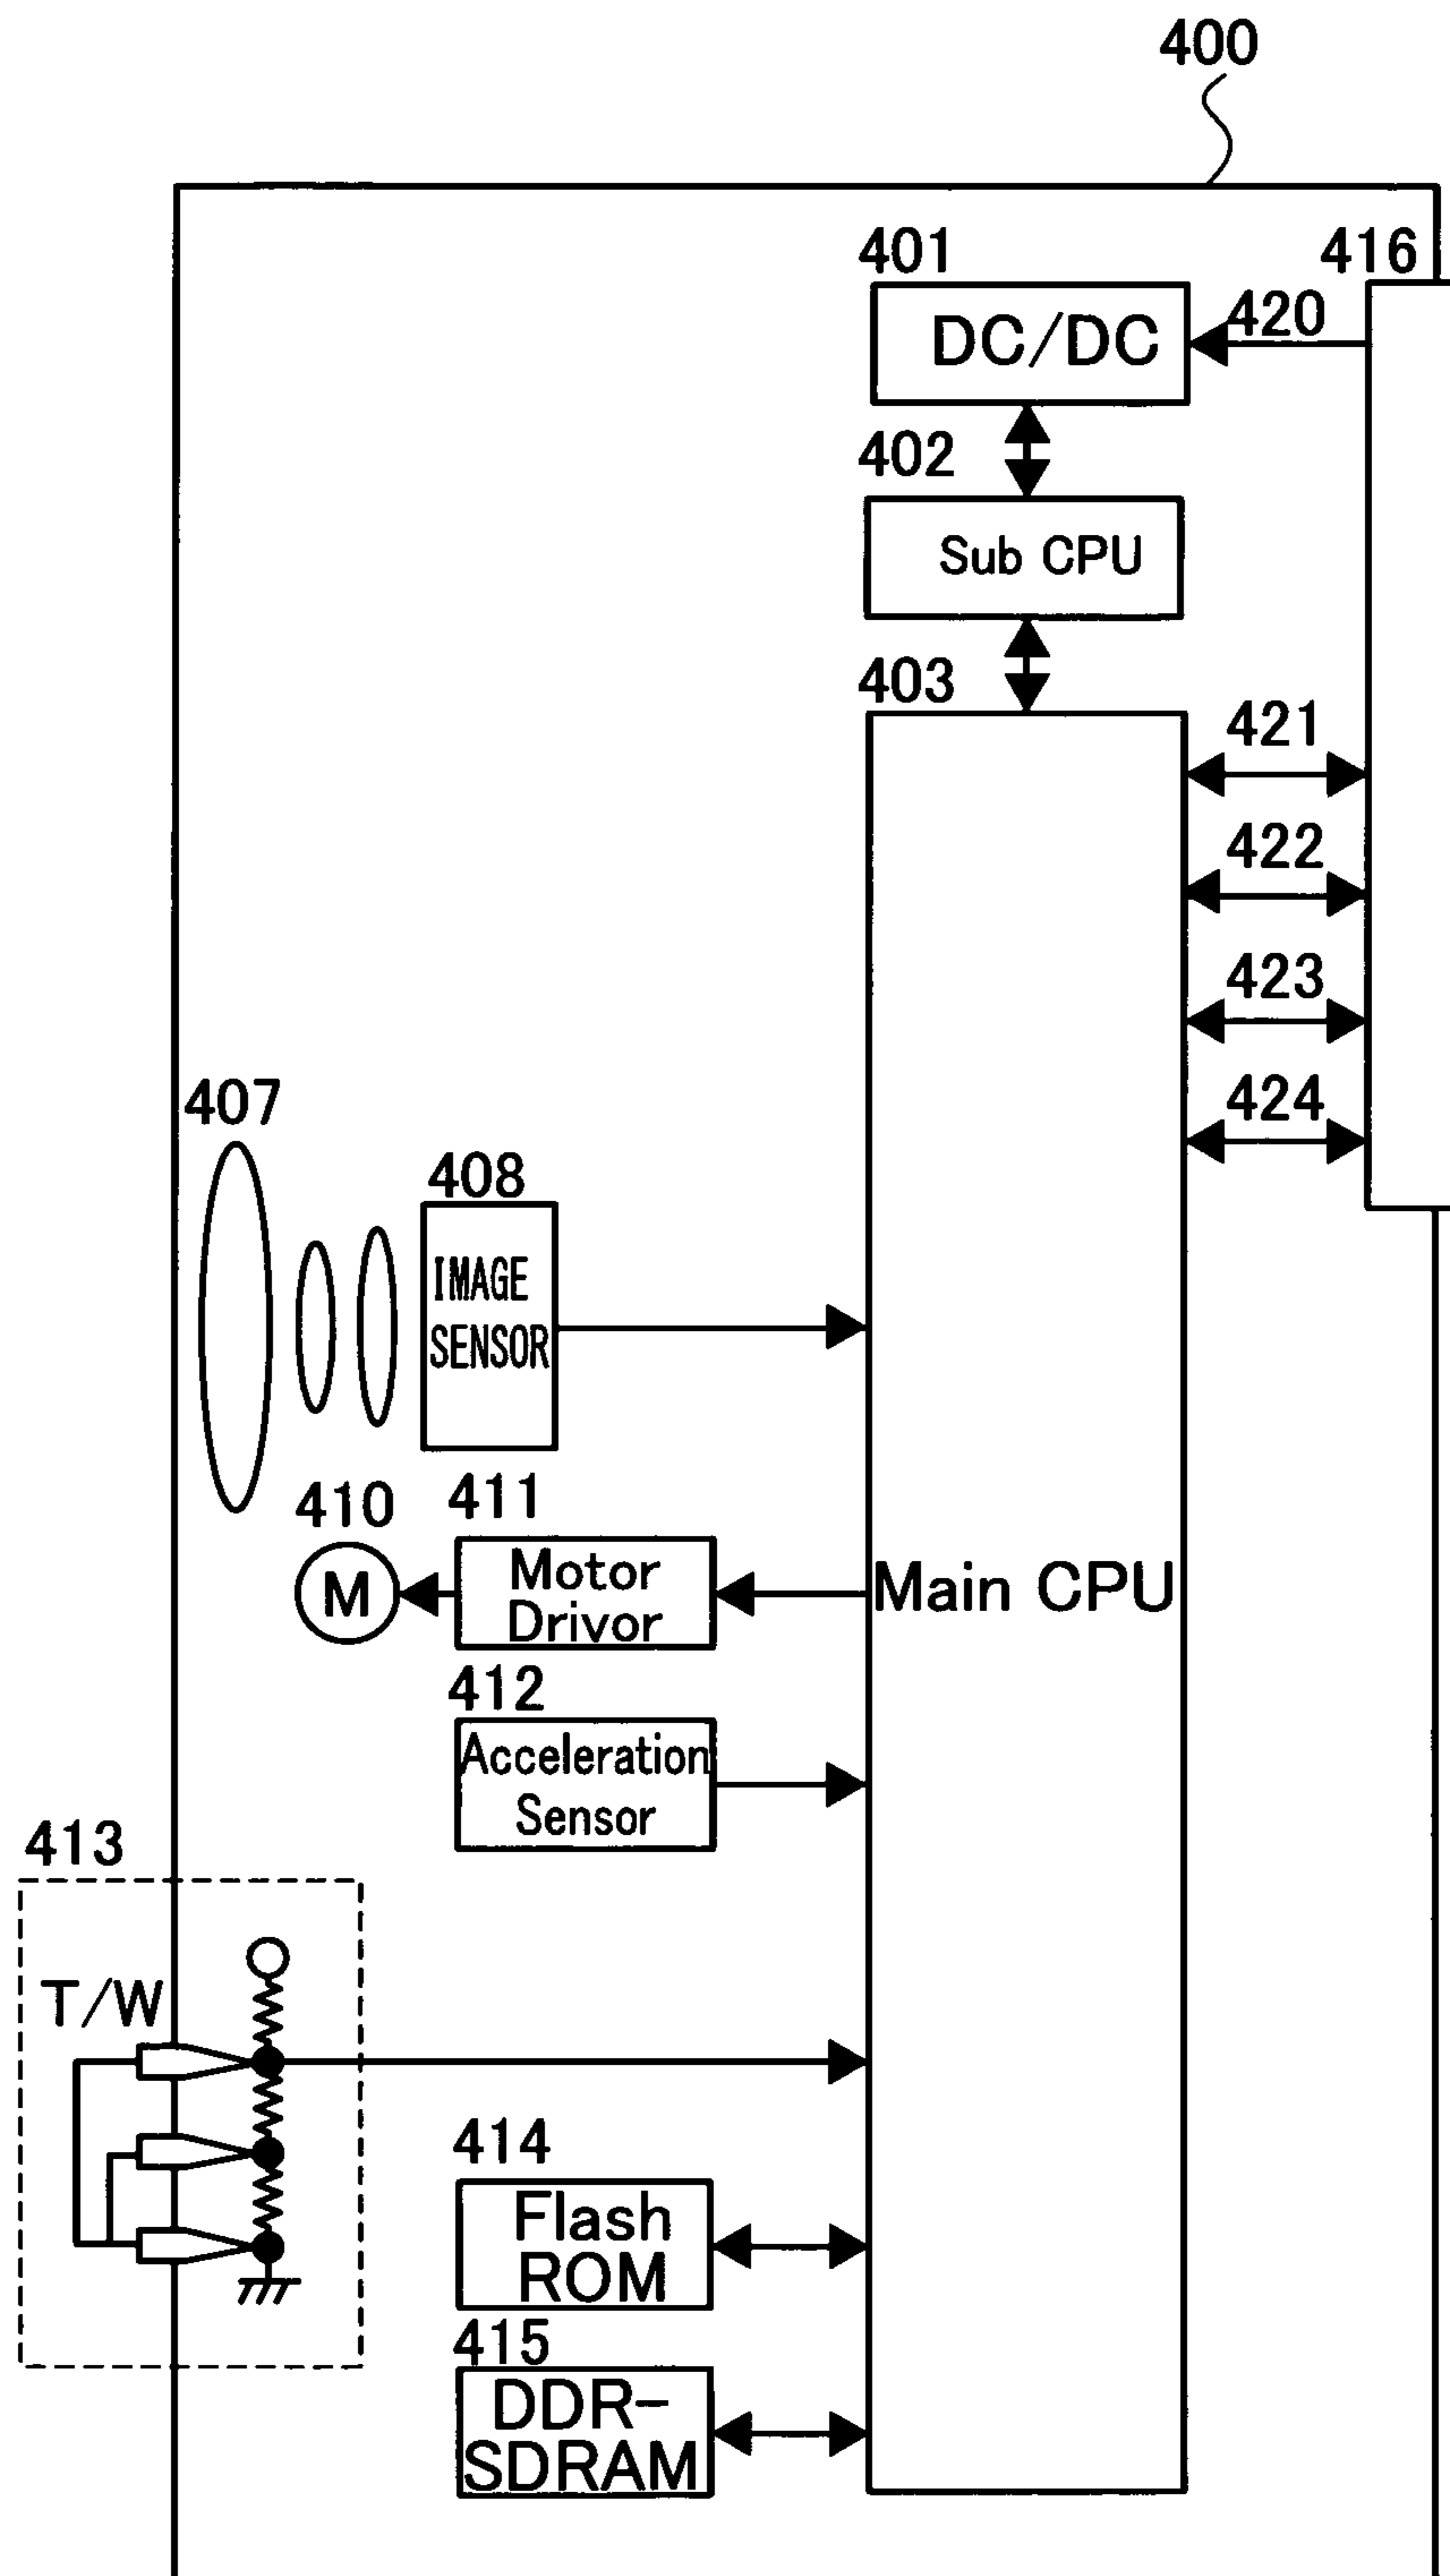 400
401
416
DC/DC
420
402
Sub CPU
403
421
422
423
424
407
408
IMAGE
SENSOR
410
411
M
Motor
Drivor
Main CPU
412
Acceleration
Sensor
413
T/W
414
Flash
ROM
415
DDR-
SDRAM